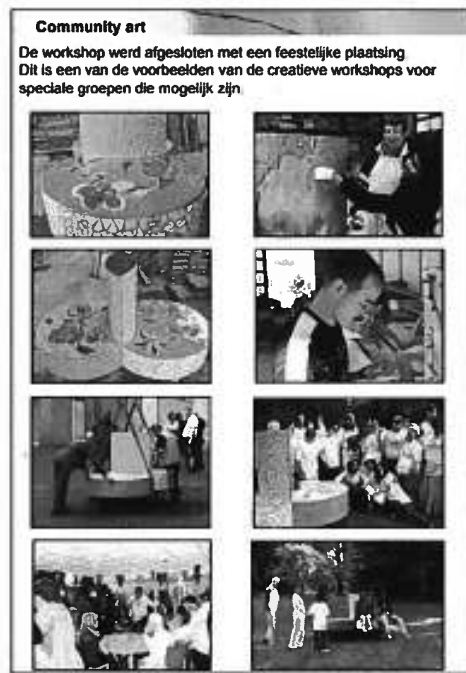 Community art
De workshop werd afgesloten met een feestelijke plaatsing
Dit is een van de voorbeelden van de creatieve workshops voor
speciale groepen die mogelijk zijn